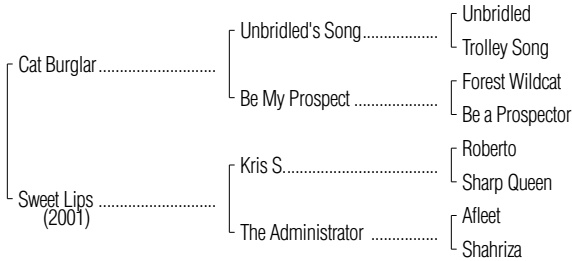 Unbridled
Unbridled's Song..................
Trolley Song
Cat Burglar............................
Forest Wildcat
Be My Prospect ....................
Be a Prospector
Roberto
Kris S.....................................
Sharp Queen
Sweet Lips ............................
(2001)
Afleet
The Administrator ................
Shahriza